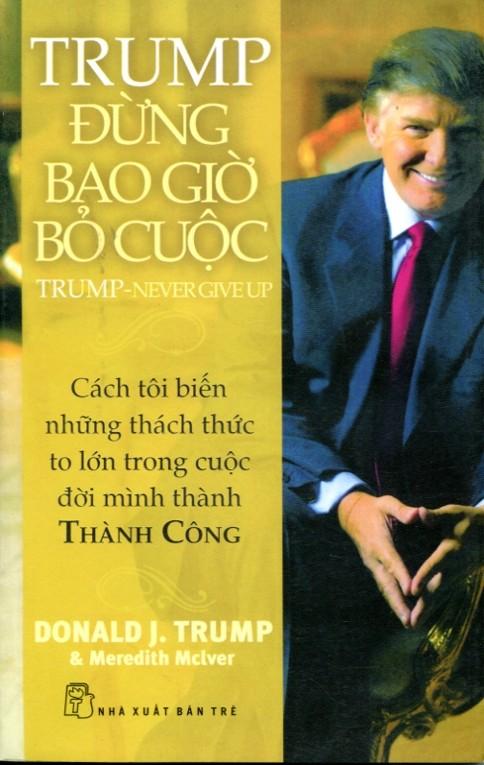 TRUMP
ĐỪNG
BAO GIỜ
BỎ CUỘC
TRUMP-NEVER GIVE UP
Cách tôi biến
những thách thức
to lớn trong cuộc
đời mình thành
THÀNH CÔNG
DONALD J. TRUMP
& Meredith McIver
NHÀ XUẤT BẢN TRẺ